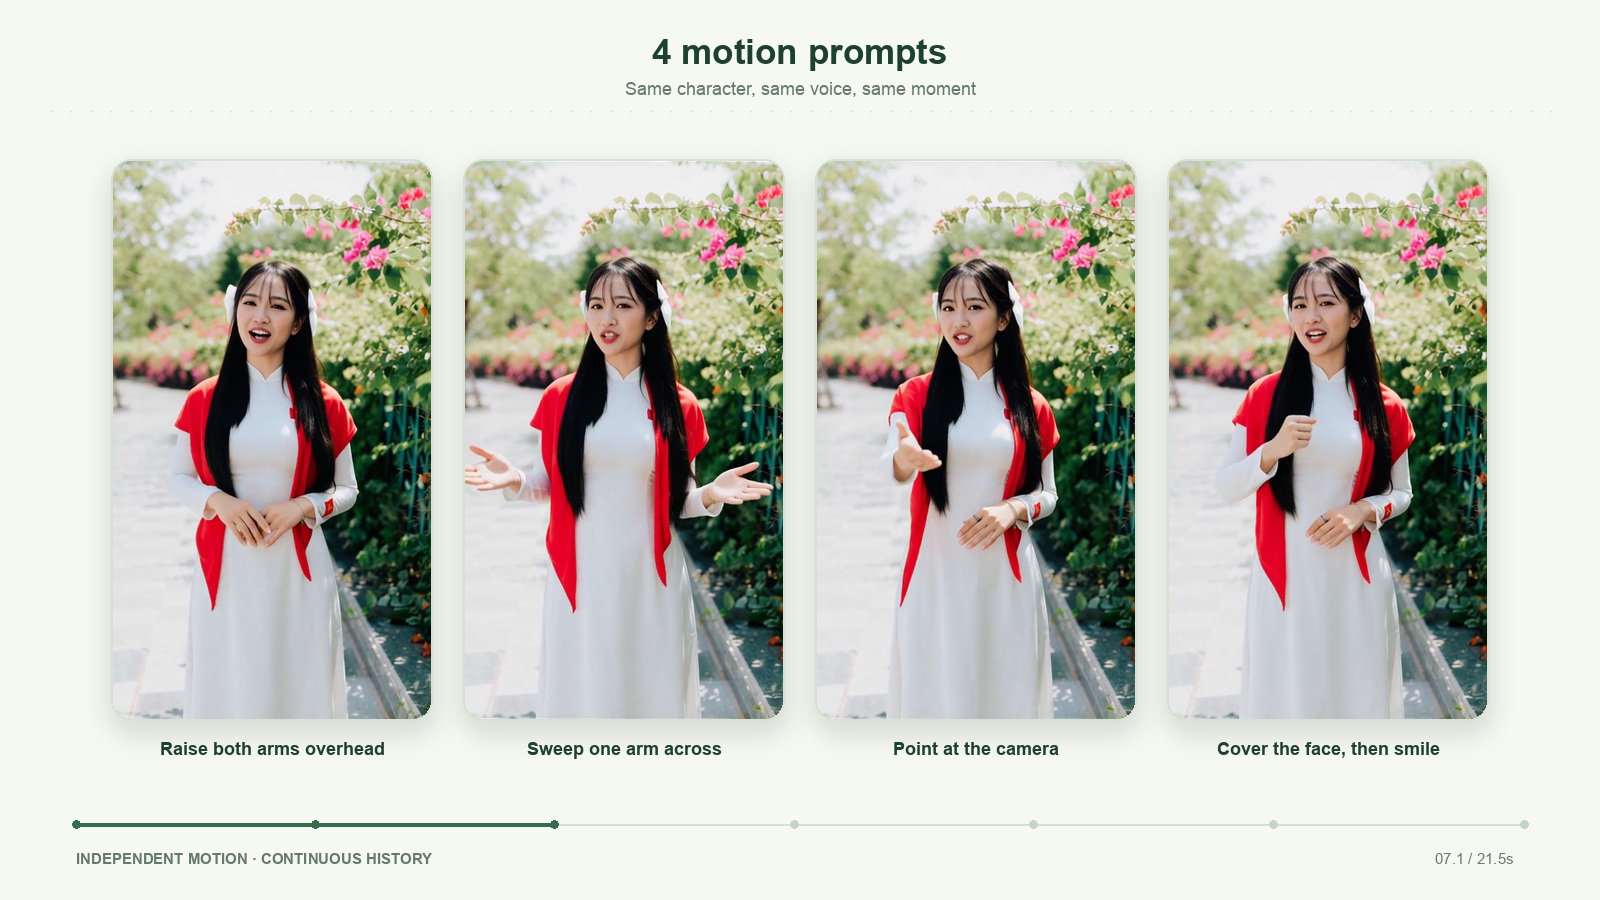 4 motion prompts
Same character, same voice, same moment
Raise both arms overhead
Sweep one arm across
Point at the camera
Cover the face, then smile
INDEPENDENT MOTION · CONTINUOUS HISTORY
07.1 / 21.5s